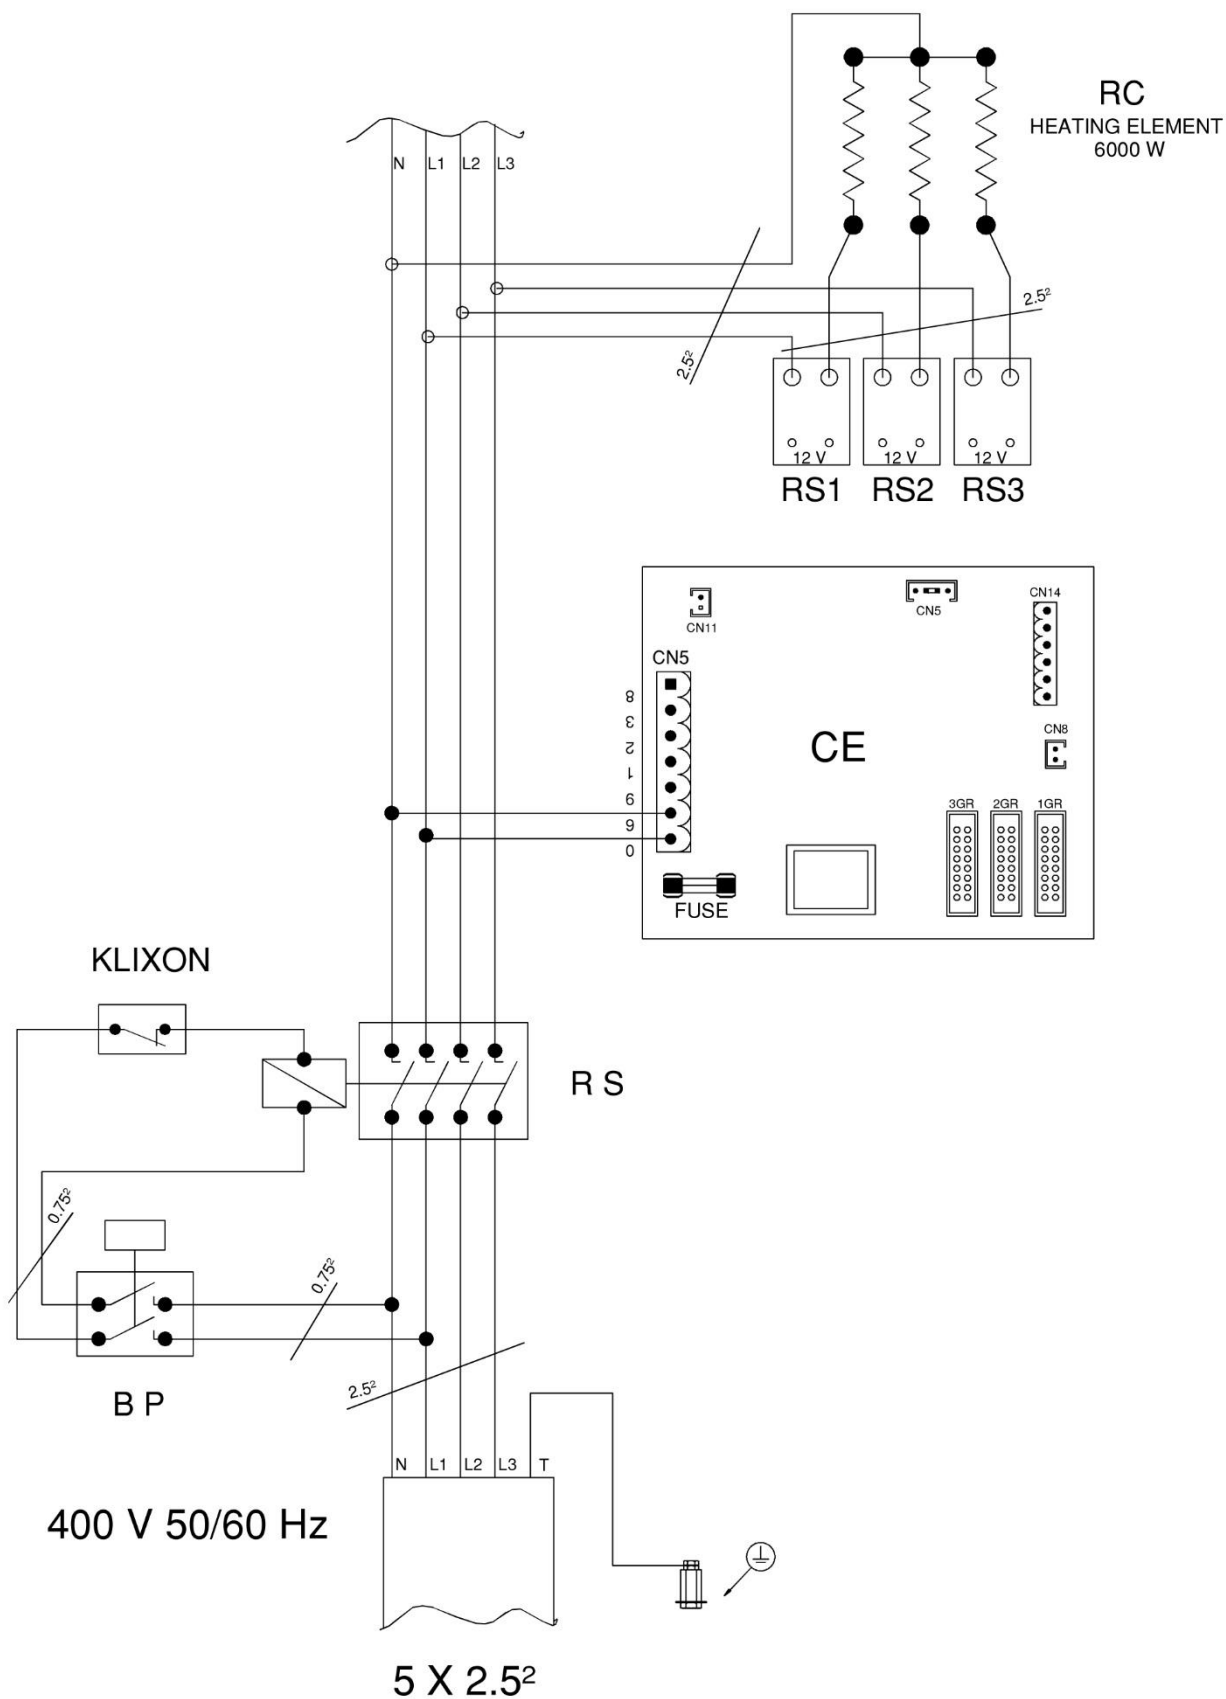 RC
HEATING ELEMENT
6000 W
N L1 L2 L3
2.5²
2.5²
12 V 12 V 12 V
RS1 RS2 RS3
CN11
CN5
CN14
CN5
8
3
2
1
9
6
0
CE
CN8
3GR 2GR 1GR
FUSE
KLIXON
R S
0.75²
0.75²
B P
2.5²
N L1 L2 L3 T
400 V 50/60 Hz
5 X 2.5²